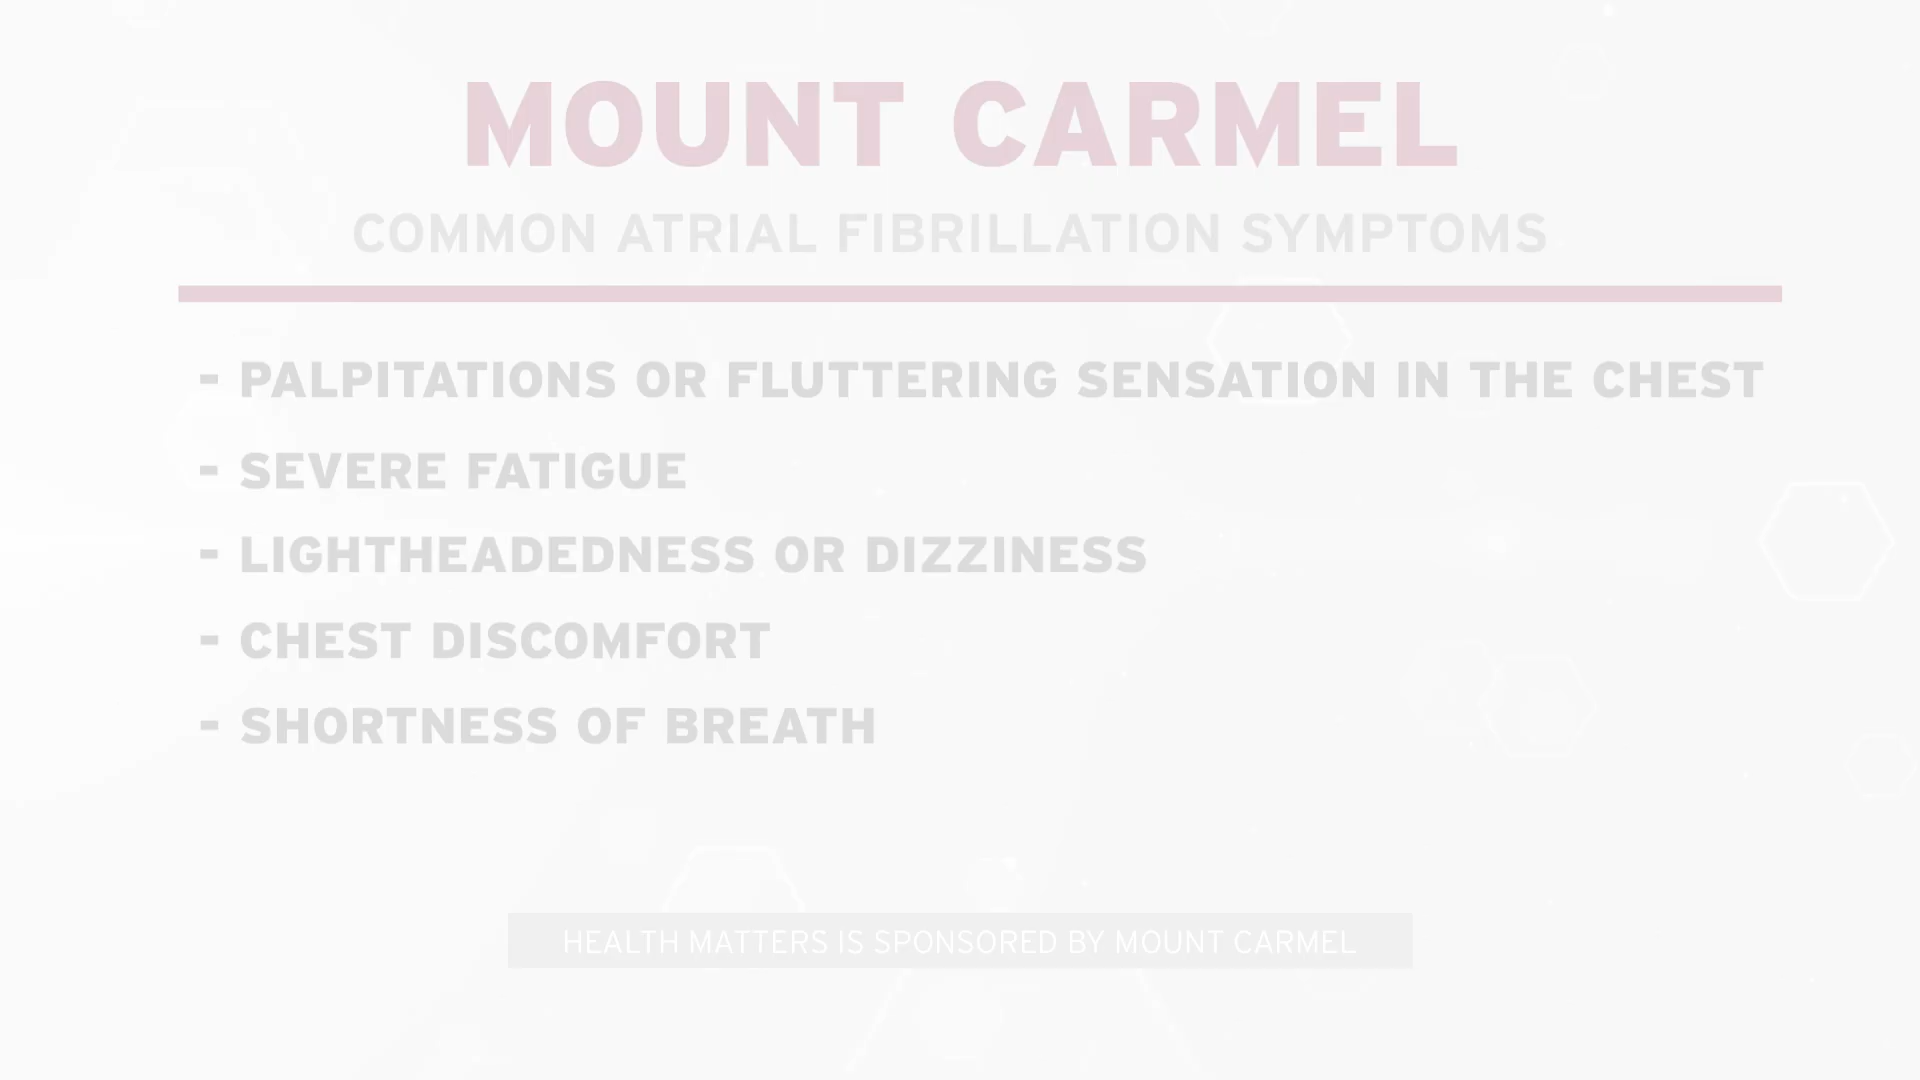 MOUNT CARMEL
COMMON ATRIAL FIBRILLATION SYMPTOMS
- PALPITATIONS OR FLUTTERING SENSATION IN THE CHEST
- SEVERE FATIGUE
- LIGHTHEADEDNESS OR DIZZINESS
- CHEST DISCOMFORT
- SHORTNESS OF BREATH
HEALTH MATTERS IS SPONSORED BY MOUNT CARMEL